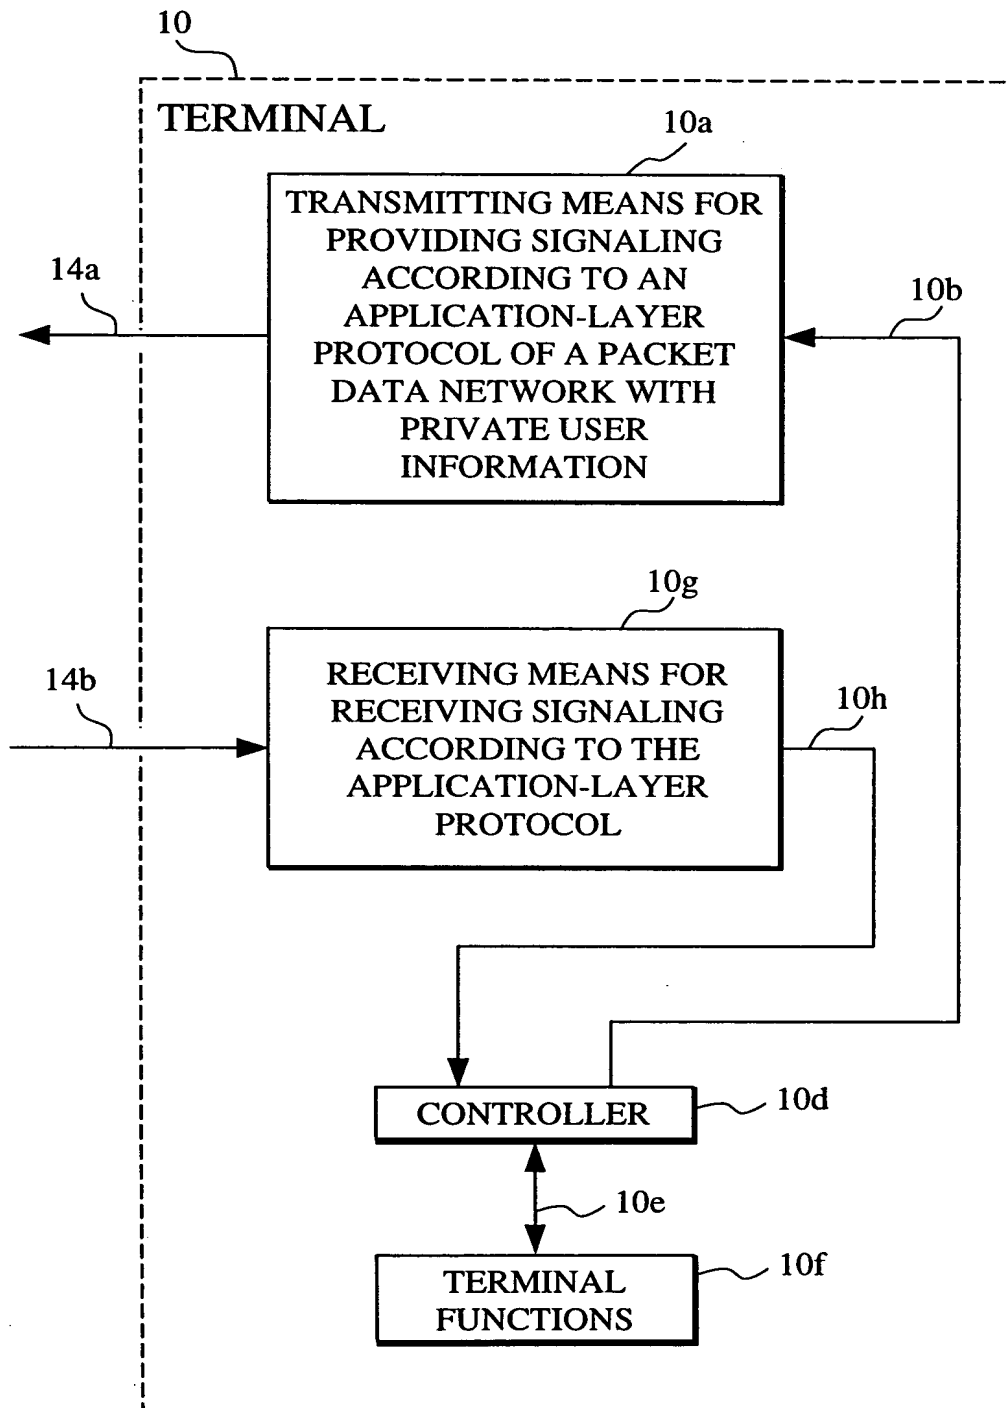 10
TERMINAL
10a
TRANSMITTING MEANS FOR
PROVIDING SIGNALING
ACCORDING TO AN
APPLICATION-LAYER
PROTOCOL OF A PACKET
DATA NETWORK WITH
PRIVATE USER
INFORMATION
14a
10b
10g
RECEIVING MEANS FOR
RECEIVING SIGNALING
ACCORDING TO THE
APPLICATION-LAYER
PROTOCOL
14b
10h
CONTROLLER
10d
10e
TERMINAL
FUNCTIONS
10f